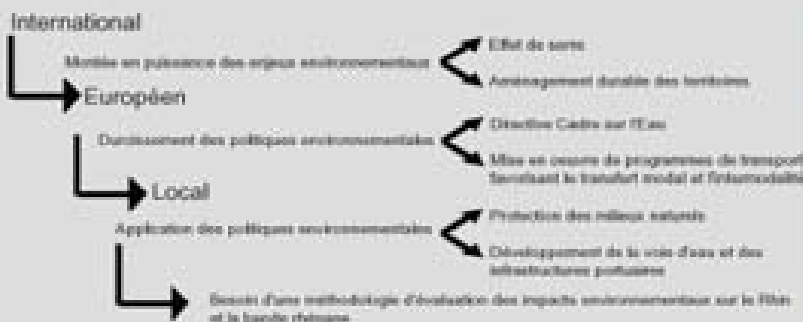 International
Effet de serre
Montée en puissance des enjeux environnementaux
Aménagement durable des territoires
Européen
Directive Cadre sur l'Eau
Durcissement des politiques environnementales
Mise en oeuvre de programmes de transport
favorisant le transfert modal et l'intermodalité
Local
Protection des milieux naturels
Application des politiques environnementales
Développement de la voie d'eau et des
infrastructures portuaires
Besoin d'une méthodologie d'évaluation des impacts environnementaux sur le Rhin
et la bande rhénane